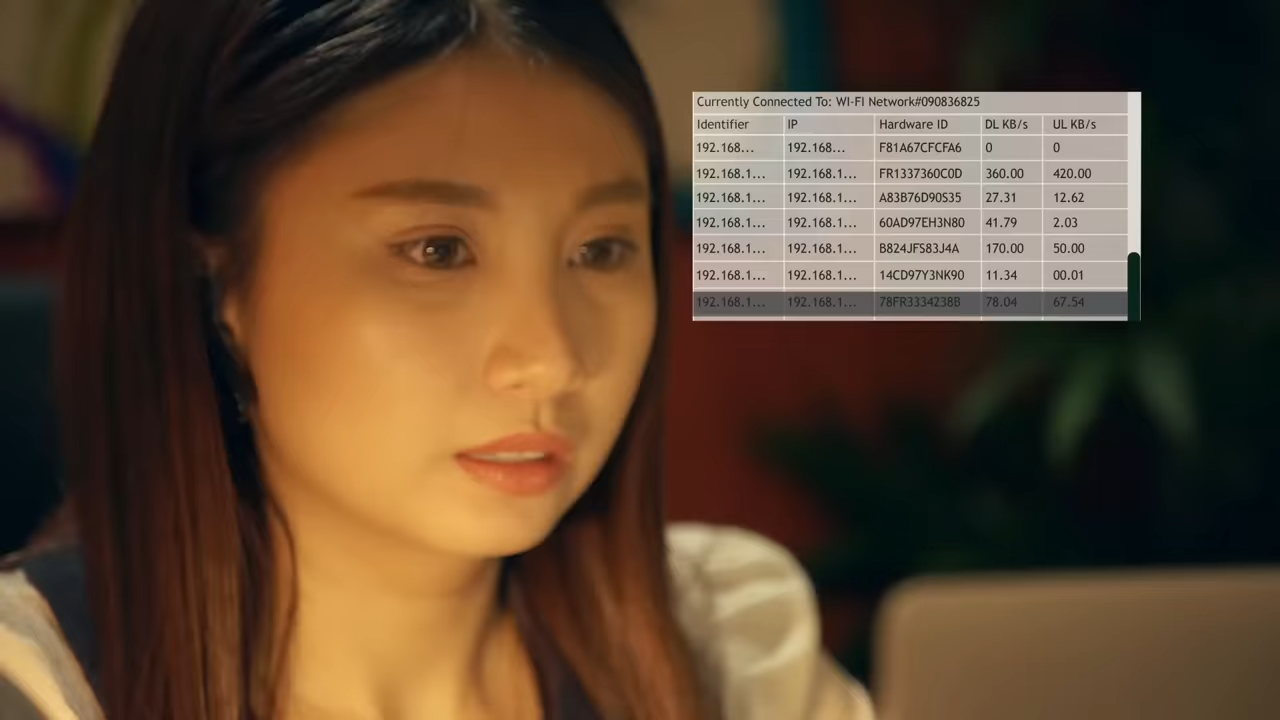 Currently Connected To: WI-FI Network#090836825
Identifier IP Hardware ID DL KB/s UL KB/s
192.168... 192.168... F81A67CFCFA6 0 0
192.168.1... 192.168.1... FR1337360C0D 360.00 420.00
192.168.1... 192.168.1... A83B76D90S35 27.31 12.62
192.168.1... 192.168.1... 60AD97EH3N80 41.79 2.03
192.168.1... 192.168.1... B824JFS83J4A 170.00 50.00
192.168.1... 192.168.1... 14CD97Y3NK90 11.34 00.01
192.168.1... 192.168.1... 78FR3334238B 78.04 67.54